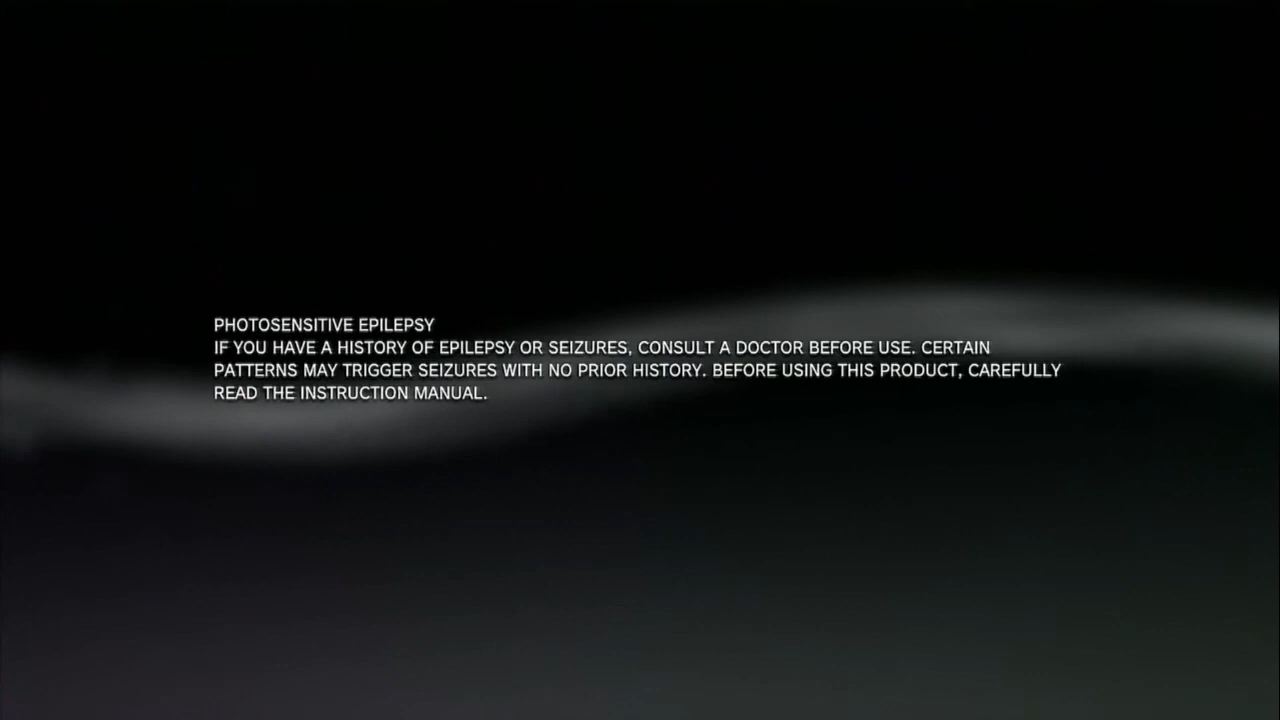 PHOTOSENSITIVE EPILEPSY
IF YOU HAVE A HISTORY OF EPILEPSY OR SEIZURES, CONSULT A DOCTOR BEFORE USE. CERTAIN
PATTERNS MAY TRIGGER SEIZURES WITH NO PRIOR HISTORY. BEFORE USING THIS PRODUCT, CAREFULLY
READ THE INSTRUCTION MANUAL.